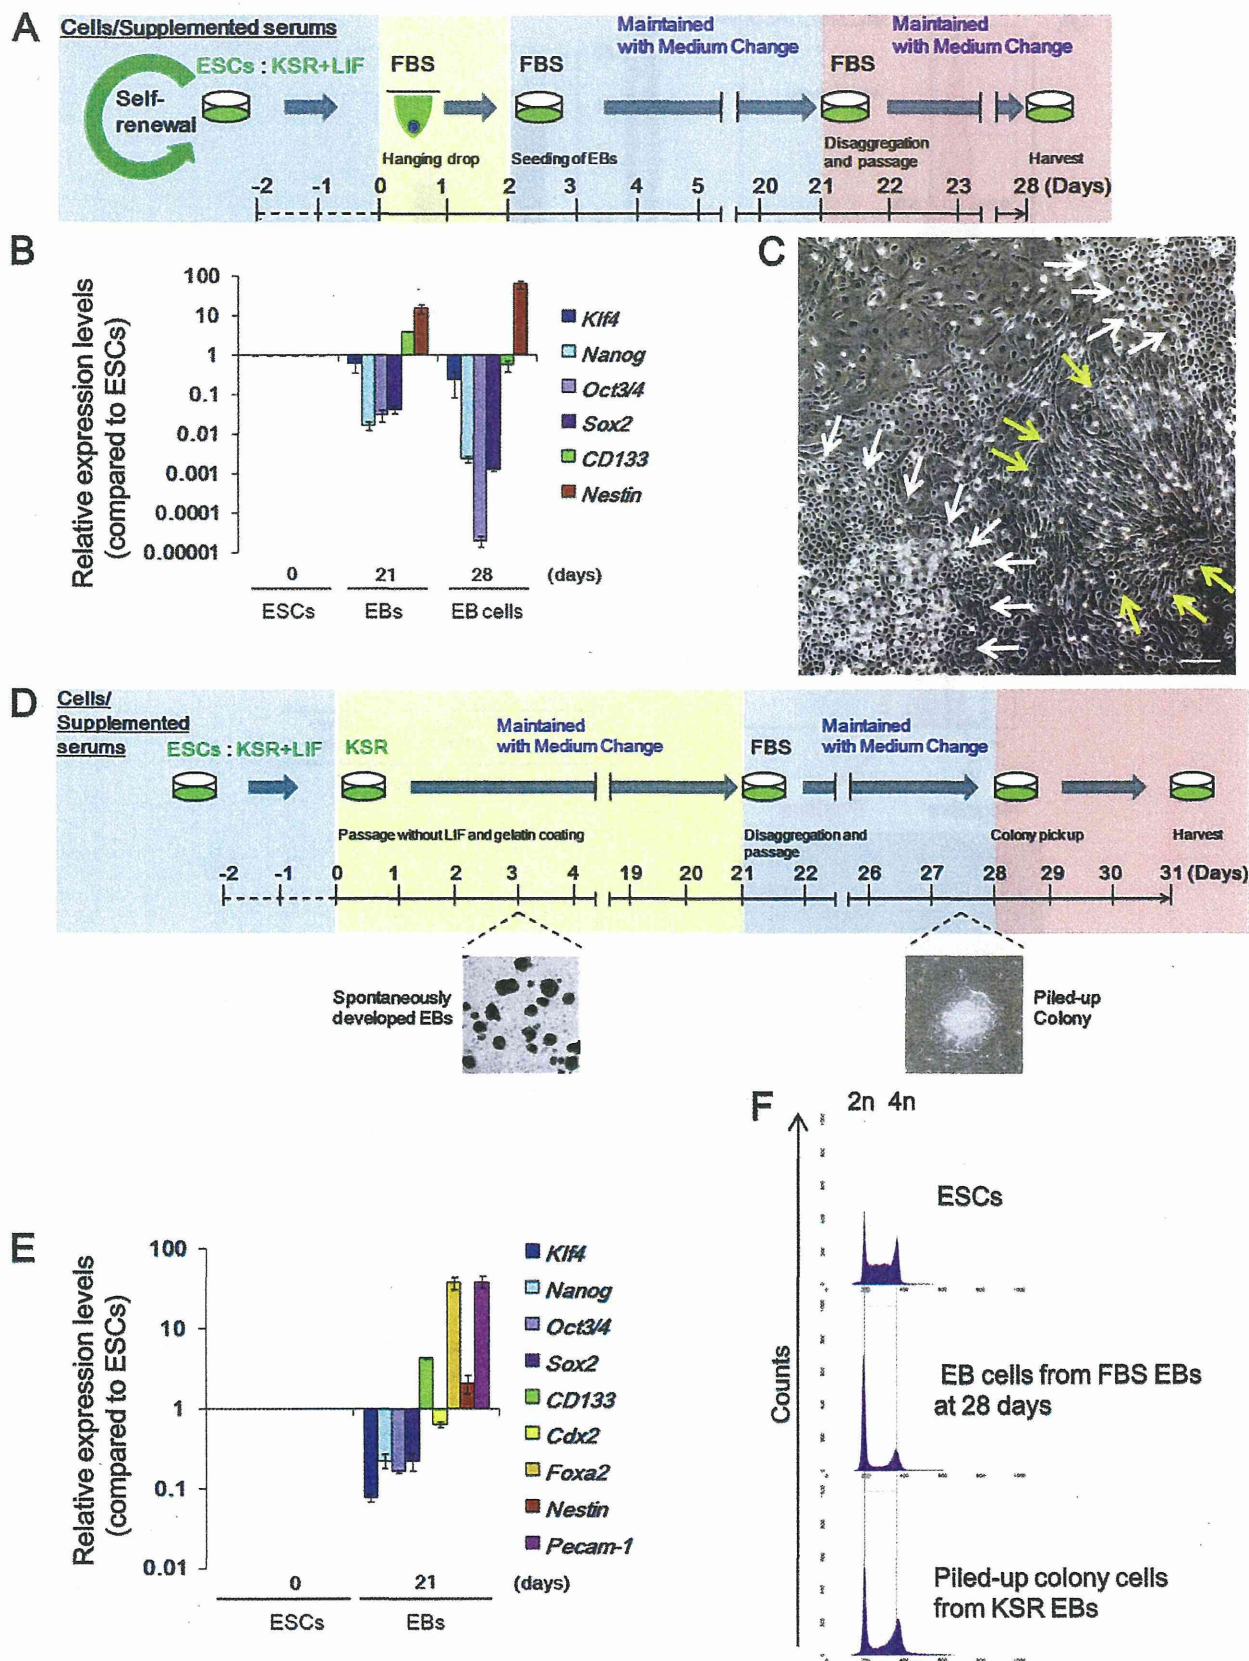 A
Cells/Supplemented serums
ESCs : KSR+LIF
Self-
renewal
FBS
Hanging drop
FBS
Seeding of EBs
Maintained
with Medium Change
FBS
Disaggregation
and passage
Maintained
with Medium Change
Harvest
-2 -1 0 1 2 3 4 5 20 21 22 23 28 (Days)
B
Relative expression levels
(compared to ESCs)
100
10
1
0.1
0.01
0.001
0.0001
0.00001
Klf4
Nanog
Oct3/4
Sox2
CD133
Nestin
0 21 28 (days)
ESCs EBs EB cells
C
D
Cells/
Supplemented
serums
ESCs : KSR+LIF
KSR
Maintained
with Medium Change
FBS
Maintained
with Medium Change
Passage without LIF and gelatin coating
Disaggregation and
passage
Colony pick up
Harvest
-2 -1 0 1 2 3 4 19 20 21 22 26 27 28 29 30 31 (Days)
Spontaneously
developed EBs
Piled-up
Colony
E
Relative expression levels
(compared to ESCs)
100
10
1
0.1
0.01
Klf4
Nanog
Oct3/4
Sox2
CD133
Cdx2
Foxa2
Nestin
Pecam-1
0 21 (days)
ESCs EBs
F
2n 4n
Counts
ESCs
EB cells from FBS EBs
at 28 days
Piled-up colony cells
from KSR EBs